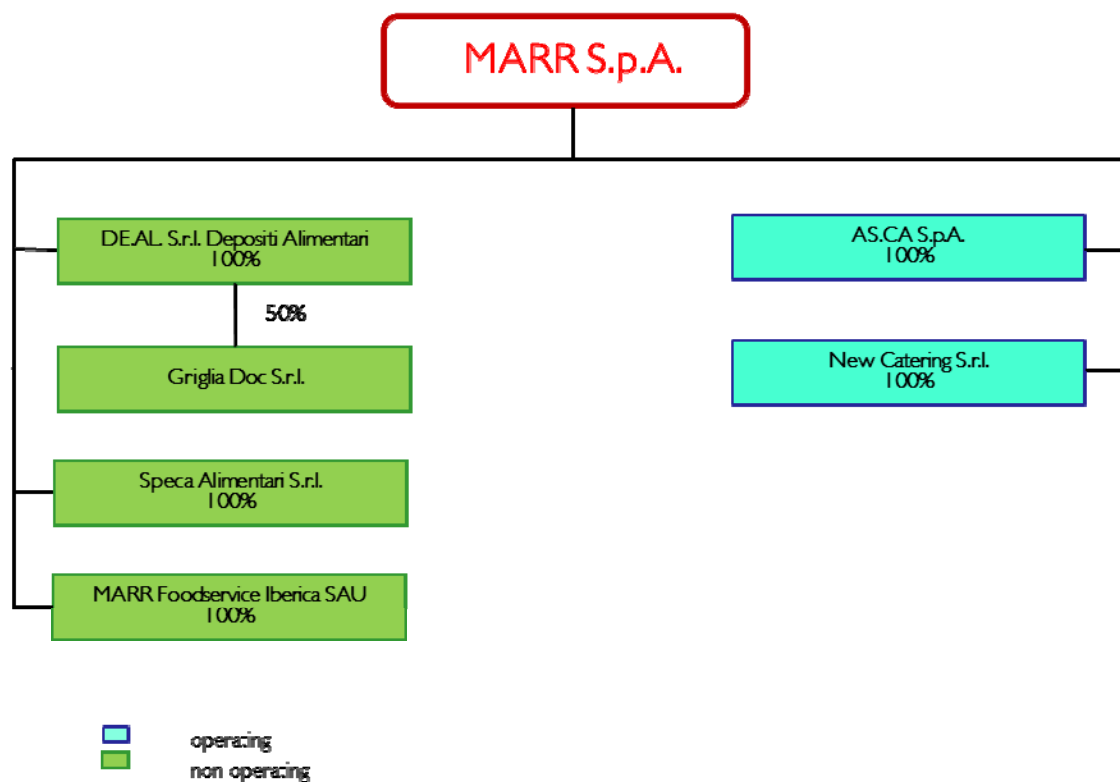 MARR S.p.A.
DE.AL. S.r.l. Depositi Alimentari
100%
50%
Griglia Doc S.r.l.
Speca Alimentari S.r.l.
100%
MARR Foodservice Iberica SAU
100%
AS.CA S.p.A.
100%
New Catering S.r.l.
100%
operating
non operating